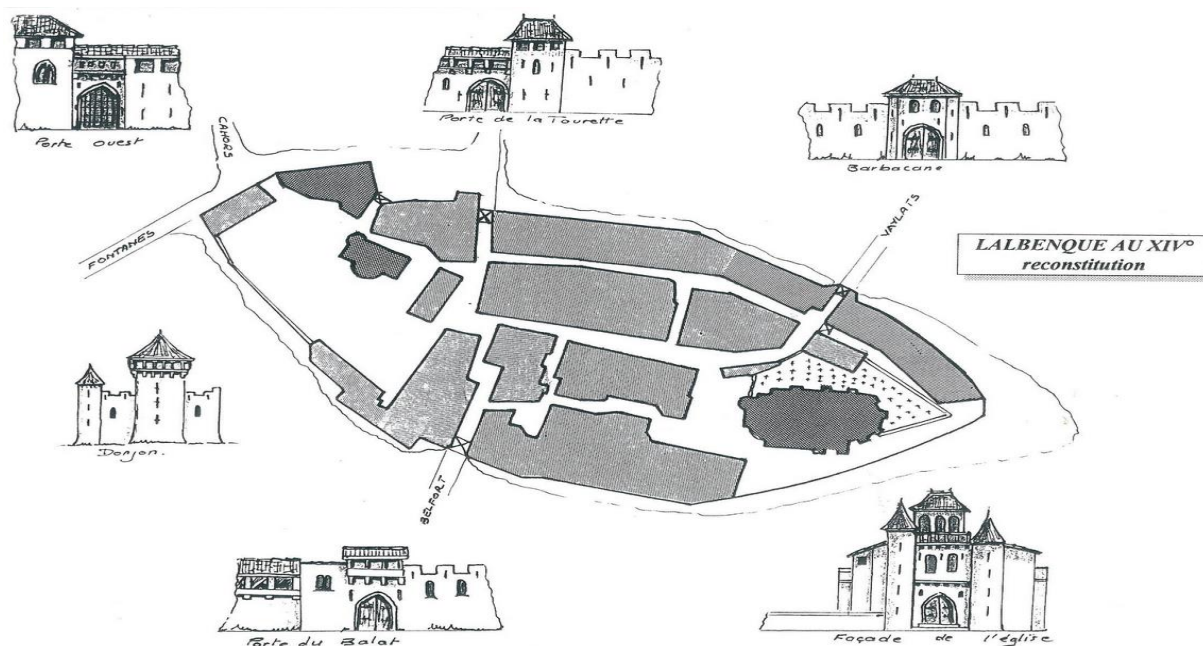 Porte Ouest
Porte de la Tourette
Barbacane
CAHORS
FONTANES
VAYLATS
LALBENQUE AU XIV°
reconstitution
Donjon.
BELFORT
Porte du Balat
Façade de l'église